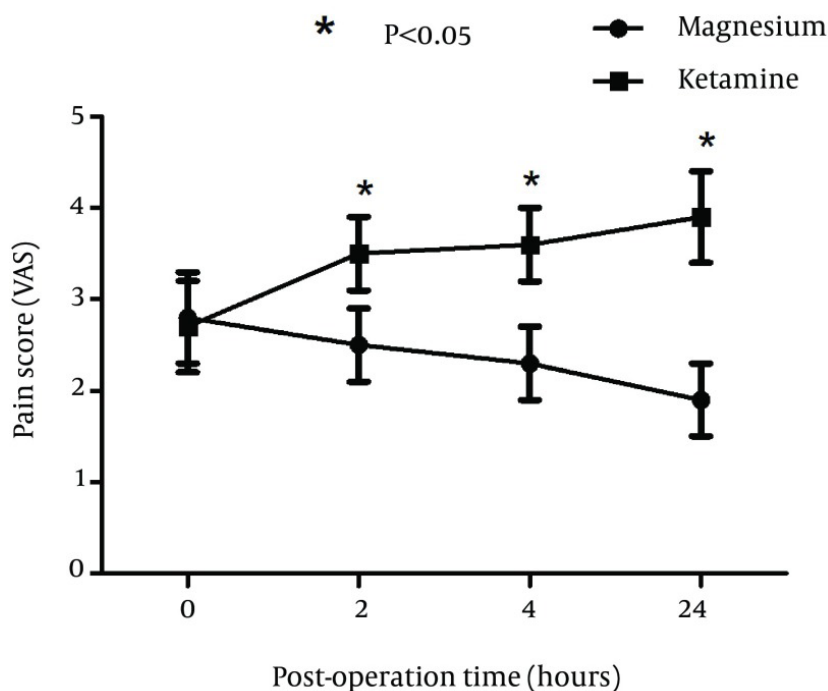 * P<0.05
Magnesium
Ketamine
Pain score (VAS)
5
*
*
*
4
3
2
1
0
0 2 4 24
Post-operation time (hours)